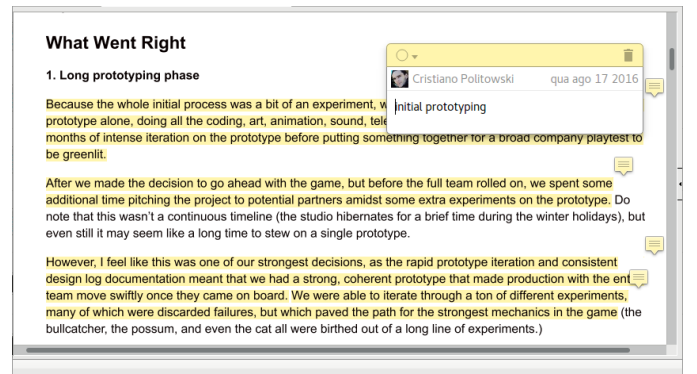 What Went Right
Cristiano Politowski qua ago 17 2016
initial prototyping
1. Long prototyping phase
Because the whole initial process was a bit of an experiment, w
prototype alone, doing all the coding, art, animation, sound, tele
months of intense iteration on the prototype before putting something together for a broad company playtest to
be greenlit.
After we made the decision to go ahead with the game, but before the full team rolled on, we spent some
additional time pitching the project to potential partners amidst some extra experiments on the prototype. Do
note that this wasn't a continuous timeline (the studio hibernates for a brief time during the winter holidays), but
even still it may seem like a long time to stew on a single prototype.
However, I feel like this was one of our strongest decisions, as the rapid prototype iteration and consistent
design log documentation meant that we had a strong, coherent prototype that made production with the ent
team move swiftly once they came on board. We were able to iterate through a ton of different experiments,
many of which were discarded failures, but which paved the path for the strongest mechanics in the game (the
bullcatcher, the possum, and even the cat all were birthed out of a long line of experiments.)